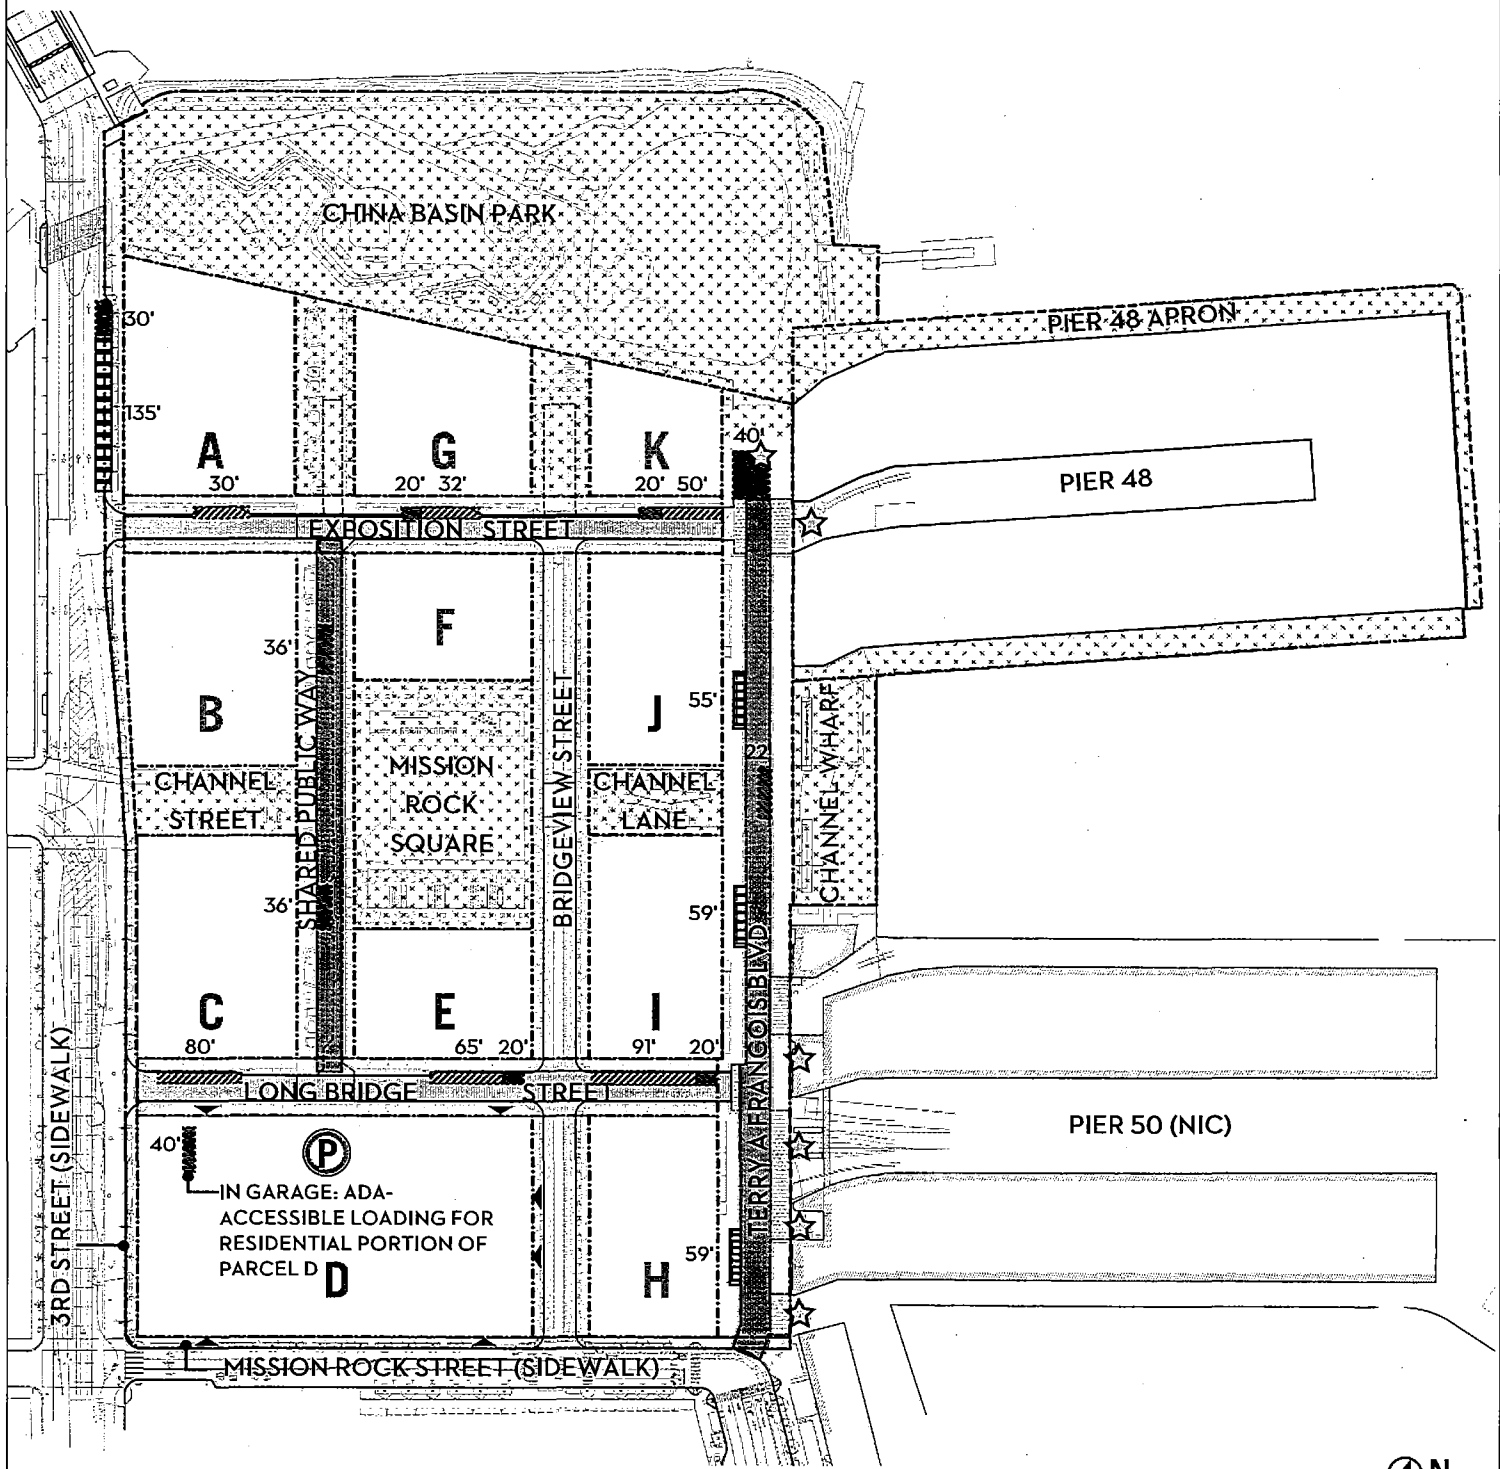 CHINA BASIN PARK
30'
PIER 48 APRON
135'
40'
A
G
K
30'
20' 32'
20' 50'
PIER 48
EXPOSITION STREET
F
36'
B
J
55'
SHARED PUBLIC WAY
BRIDGEVIEW STREET
CHANNEL WHARF
22
MISSION
ROCK
SQUARE
CHANNEL
STREET
CHANNEL
LANE
36'
59'
TERRY A FRANCOIS BLVD
C
E
I
80'
65' 20'
91' 20'
3RD STREET (SIDEWALK)
LONG BRIDGE STREET
PIER 50 (NIC)
40'
P
IN GARAGE: ADA-
ACCESSIBLE LOADING FOR
RESIDENTIAL PORTION OF
PARCEL D
D
59'
H
MISSION ROCK STREET (SIDEWALK)
N